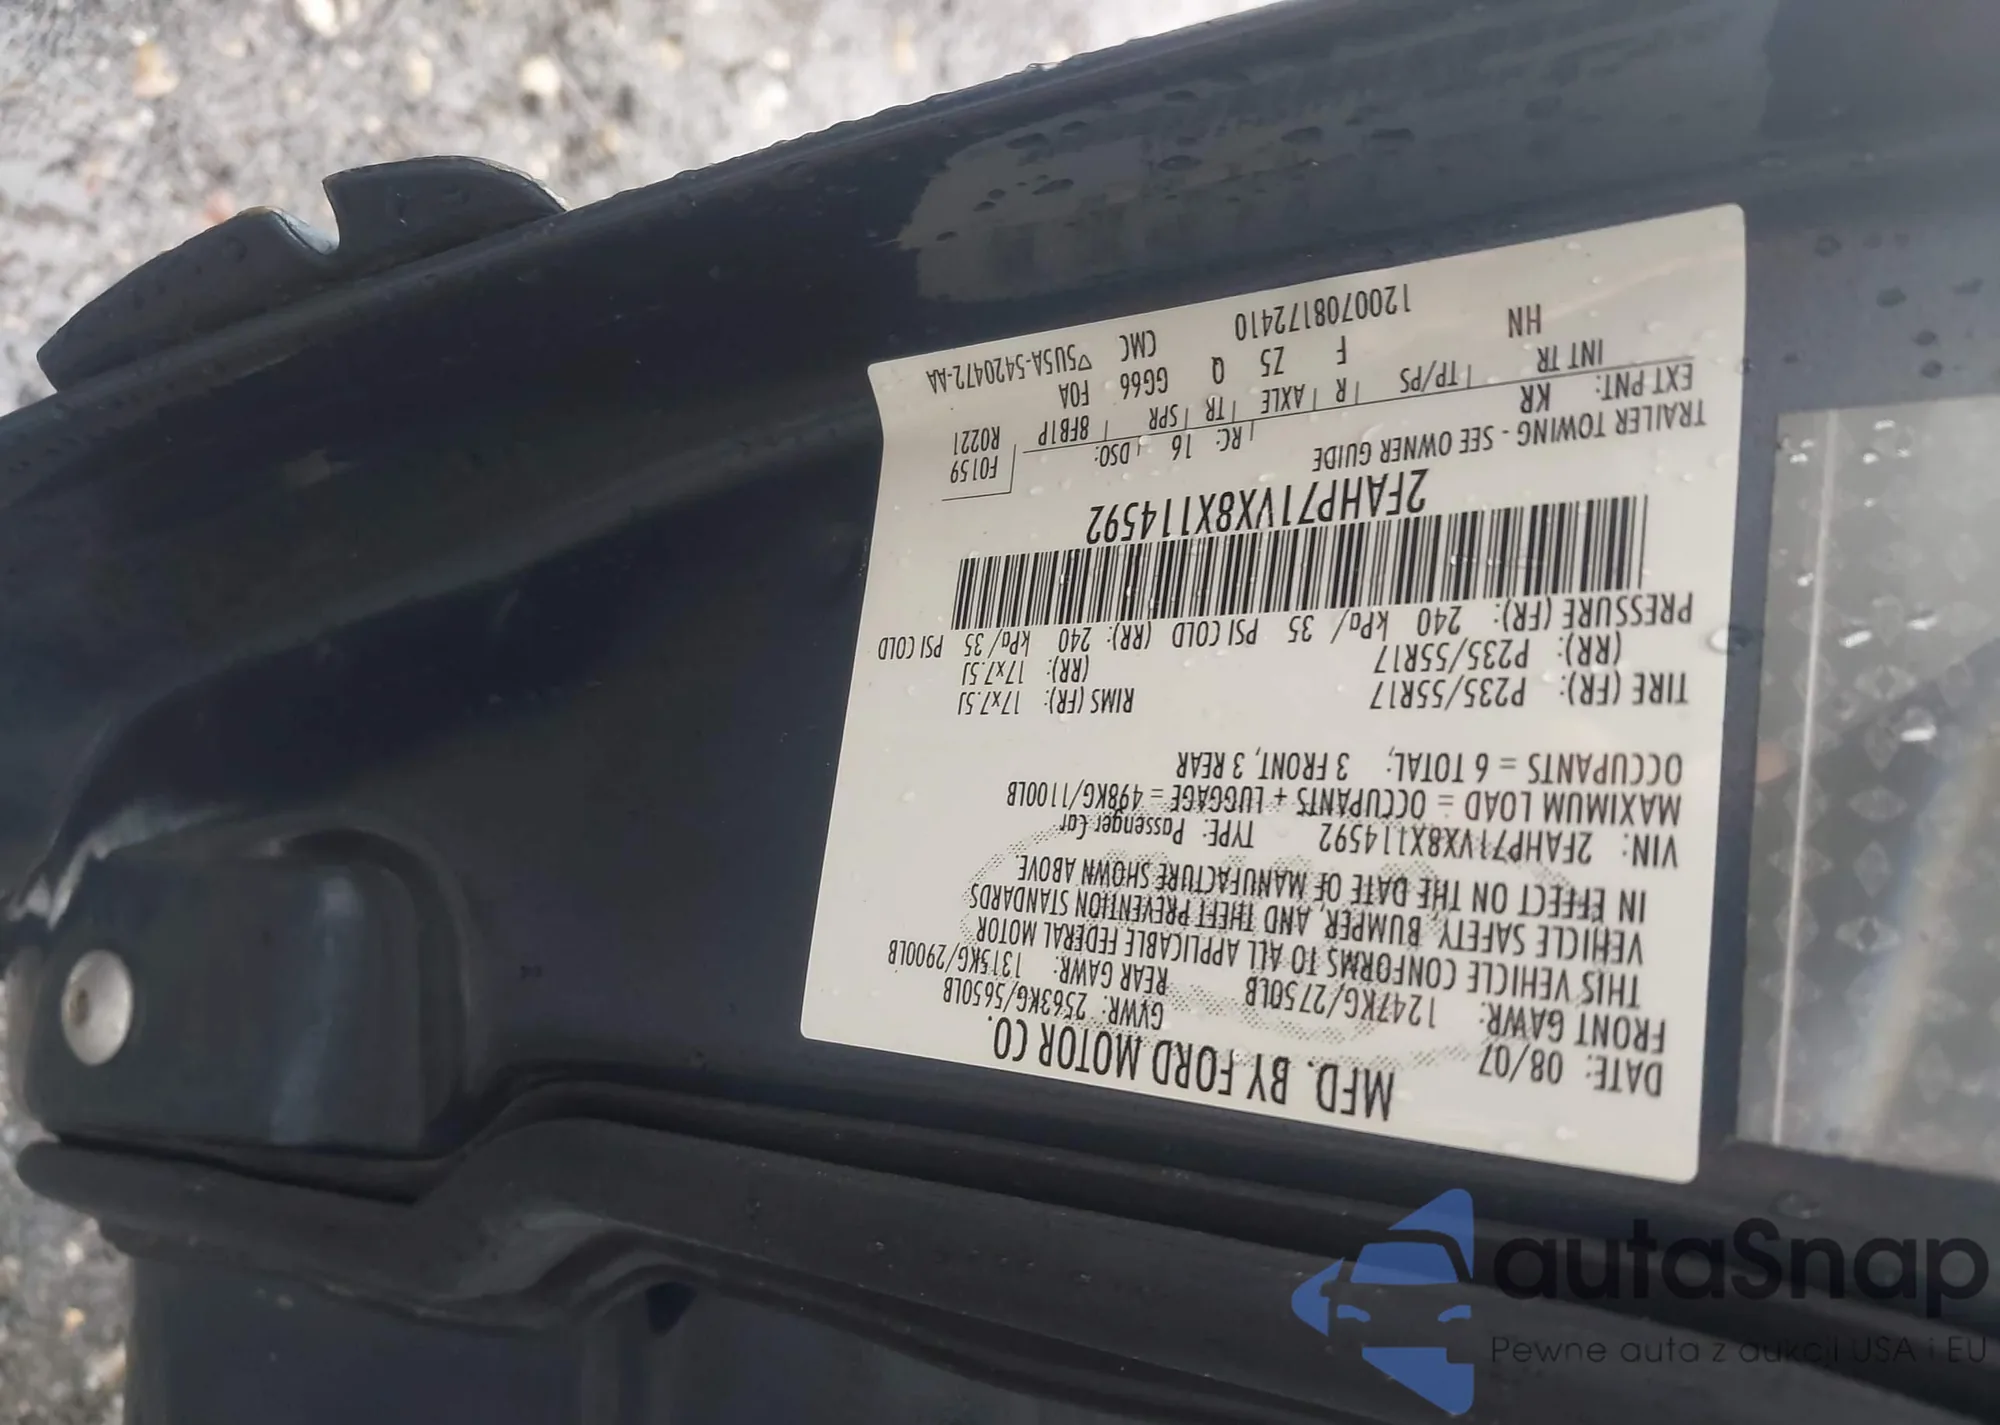 MFD. BY FORD MOTOR CO.
DATE: 08/07 GVWR: 2563KG/5650LB
FRONT GAWR: 1247KG/2750LB REAR GAWR: 1315KG/2900LB
THIS VEHICLE CONFORMS TO ALL APPLICABLE FEDERAL MOTOR
VEHICLE SAFETY, BUMPER, AND THEFT PREVENTION STANDARDS
IN EFFECT ON THE DATE OF MANUFACTURE SHOWN ABOVE.
VIN: 2FAHP71VX8X114592 TYPE: Passenger Car
MAXIMUM LOAD = OCCUPANTS + LUGGAGE = 498KG/1100LB
OCCUPANTS = 6 TOTAL; 3 FRONT, 3 REAR
TIRE (FR): P235/55R17 RIMS (FR): 17x7.5J
(RR): P235/55R17 (RR): 17x7.5J
PRESSURE (FR): 240 kPa/ 35 PSI COLD (RR): 240 kPa/ 35 PSI COLD
2FAHP71VX8X114592
TRAILER TOWING - SEE OWNER GUIDE
F0159
EXT PNT: KR RC: 16 DSO: R0221
INT TR TP/PS R AXLE TR SPR 8FB1P
HN F Z5 Q GG66 FOA
1200708172410 CMC ▽5U5A-5420472-AA
autaSnap
Pewne auta z aukcji USA i EU